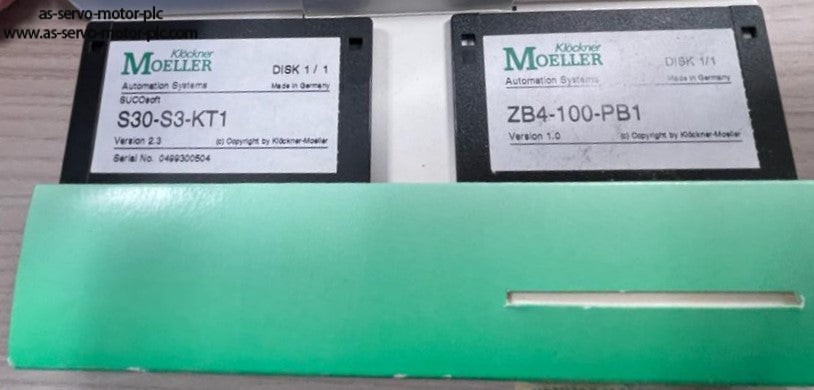 as-servo-motor-plc
www.as-servo-motor-plc.com
Klöckner
MOELLER
DISK 1 / 1
Automation Systems
Made in Germany
SUCOsoft
S30-S3-KT1
Version 2.3
(c) Copyright by Klöckner-Moeller
Serial No. 0499300504
Klöckner
MOELLER
DISK 1/1
Automation Systems
Made in Germany
ZB4-100-PB1
Version 1.0
(c) Copyright by Klöckner-Moeller